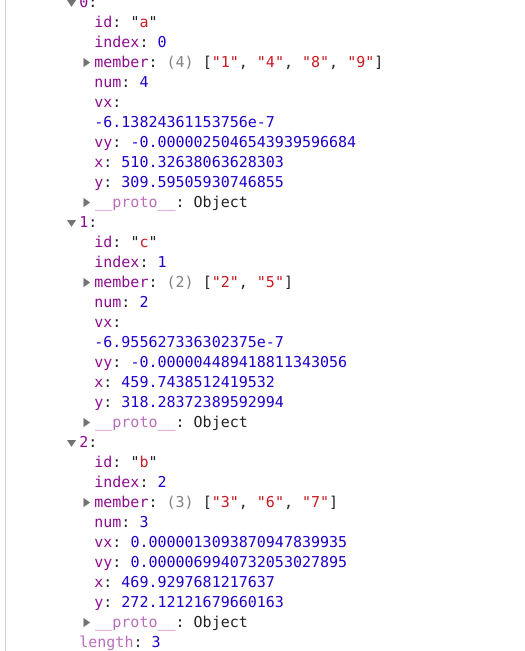 0:
id: "a"
index: 0
member: (4) ["1", "4", "8", "9"]
num: 4
vx:
-6.13824361153756e-7
vy: -0.0000025046543939596684
x: 510.32638063628303
y: 309.59505930746855
__proto__: Object
1:
id: "c"
index: 1
member: (2) ["2", "5"]
num: 2
vx:
-6.955627336302375e-7
vy: -0.000004489418811343056
x: 459.7438512419532
y: 318.28372389592994
__proto__: Object
2:
id: "b"
index: 2
member: (3) ["3", "6", "7"]
num: 3
vx: 0.0000013093870947839935
vy: 0.0000069940732053027895
x: 469.9297681217637
y: 272.12121679660163
__proto__: Object
length: 3